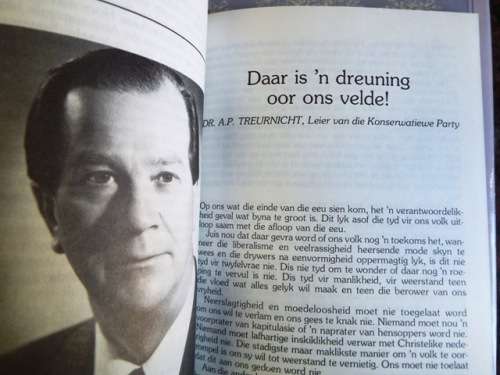 Daar is 'n dreuning
oor ons velde!
DR. A.P. TREURNICHT, Leier van die Konserwatiewe Party
Op ons wat die einde van die eeu sien kom, het 'n verantwoordelik-
heid geval wat byna te groot is. Dit lyk asof die tyd vir ons volk uit-
loop saam met die afloop van die eeu.
Juis nou dat daar gevra word of ons volk nog 'n toekoms het, wan-
neer die liberalisme en veelrassigheid heersende mode skyn te
wees en die drywers na eenvormigheid oppermagtig lyk, is dit nie
tyd vir twyfelvrae nie. Dis nie tyd om te wonder of daar nog 'n roe-
ping te vervul is nie. Dis tyd vir manlikheid, vir weerstand teen
die vloed wat alles gelyk wil maak en teen die berower van ons
vryheid.
Neerslagtigheid en moedeloosheid moet nie toegelaat word
om ons wil te verlam en ons gees te knak nie. Niemand moet nou 'n
voorprater van kapitulasie of 'n naprater van hensoppers word nie.
Niemand moet lafhartige inskiklikheid verwar met Christelike nede-
righeid nie. Die stadigste maar maklikste manier om 'n volk te oor-
rompel is om sy wil tot weerstand te vernietig. Ons moet nie toelaat
dat dit aan ons gedoen word nie.
Aan die ander